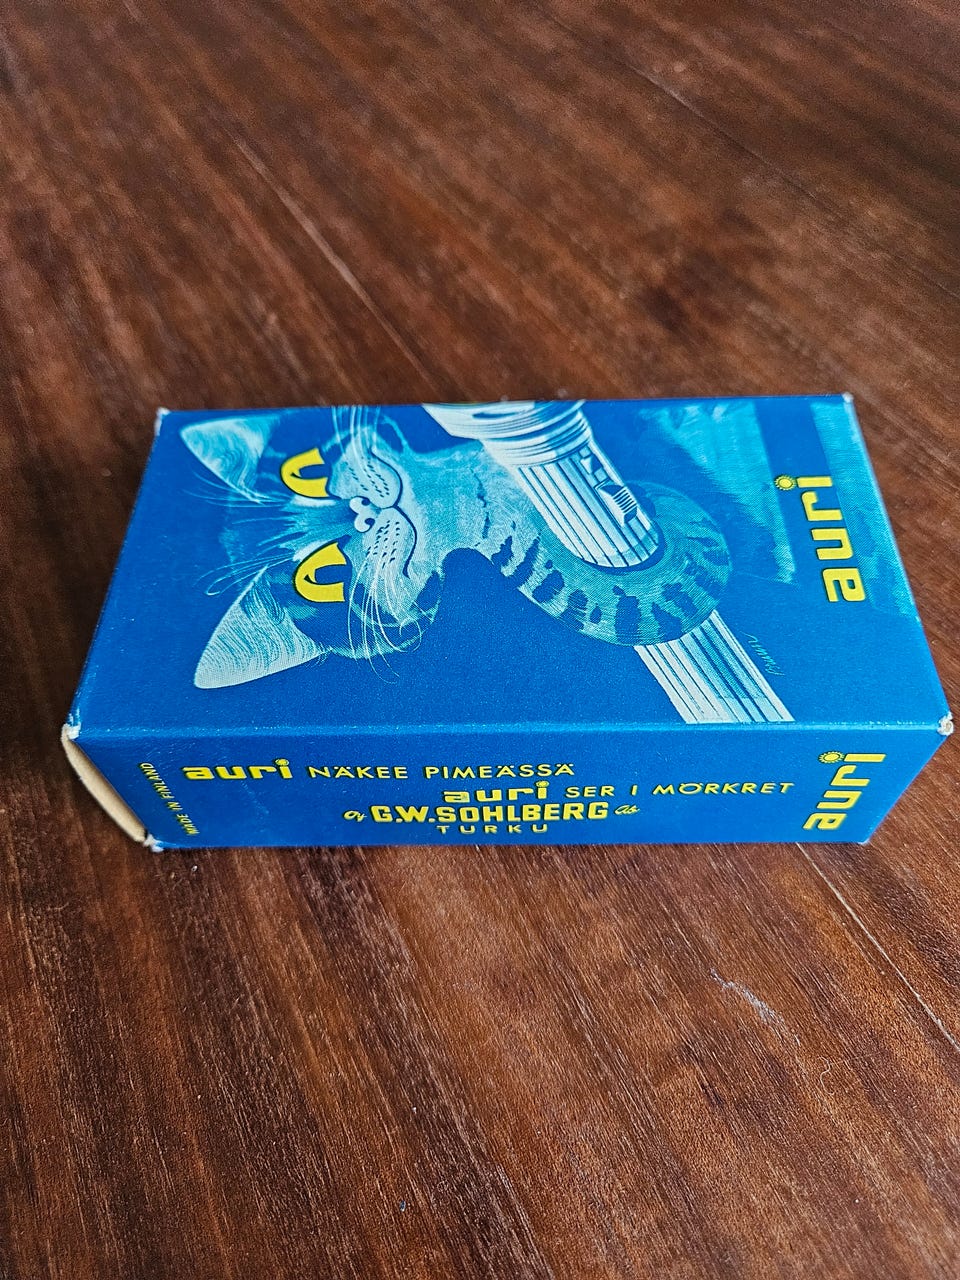 auri
auri NÄKEE PIMEÄSSÄ
auri SER I MÖRKRET
Oy G.W.SOHLBERG Ab
TURKU
auri
MADE IN FINLAND